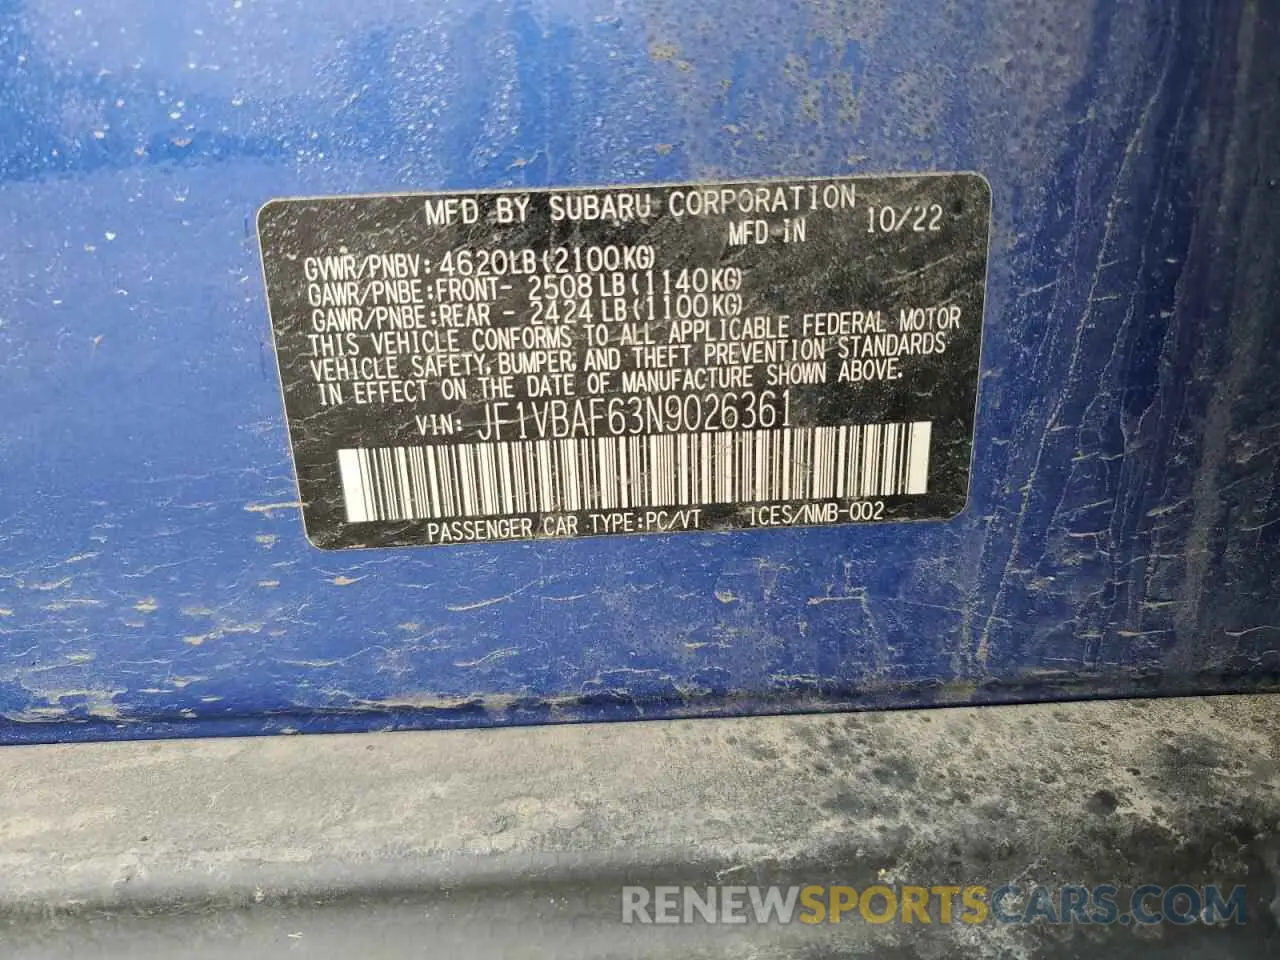 MFD BY SUBARU CORPORATION
MFD IN 10/22
GVWR/PNBV: 4620LB(2100KG)
GAWR/PNBE:FRONT- 2508LB(1140KG)
GAWR/PNBE:REAR - 2424LB(1100KG)
THIS VEHICLE CONFORMS TO ALL APPLICABLE FEDERAL MOTOR
VEHICLE SAFETY, BUMPER, AND THEFT PREVENTION STANDARDS
IN EFFECT ON THE DATE OF MANUFACTURE SHOWN ABOVE.
VIN: JF1VBAF63N9026361
PASSENGER CAR TYPE:PC/VT ICES/NMB-002
RENEWSPORTSCARS.COM